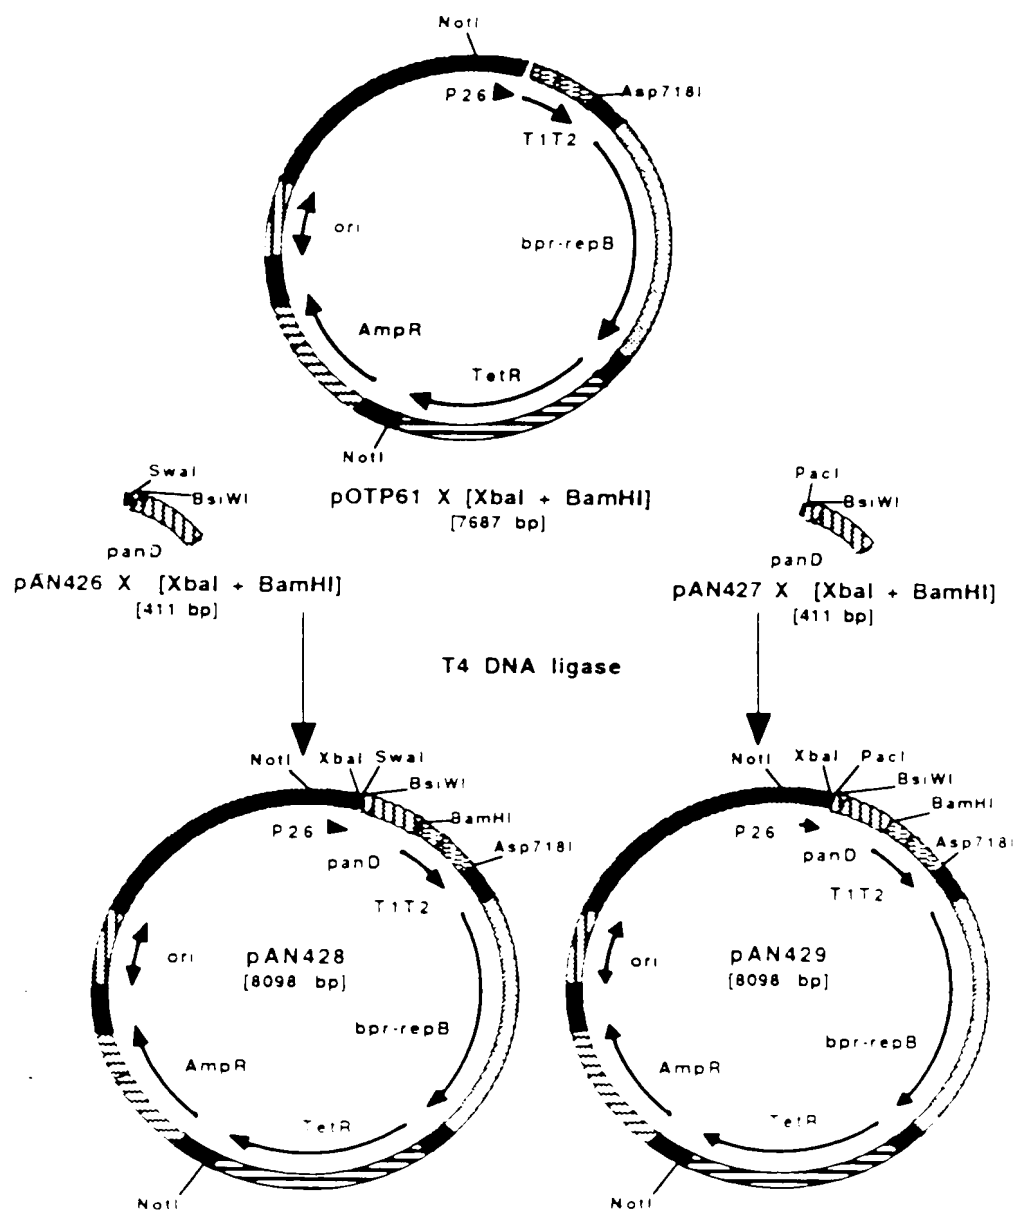 NotI
P26
Asp718I
T1T2
ori
bpr-repB
AmpR
TetR
NotI
SwaI
BsiWI
panD
pAN426 X [XbaI + BamHI]
[411 bp]
pOTP61 X [XbaI + BamHI]
[7687 bp]
PacI
BsiWI
panD
pAN427 X [XbaI + BamHI]
[411 bp]
T4 DNA ligase
NotI
XbaI
SwaI
BsiWI
BamHI
Asp718I
P26
panD
T1T2
ori
pAN428
[8098 bp]
bpr-repB
AmpR
TetR
NotI
NotI
XbaI
PacI
BsiWI
BamHI
Asp718I
P26
panD
T1T2
ori
pAN429
[8098 bp]
bpr-repB
AmpR
TetR
NotI